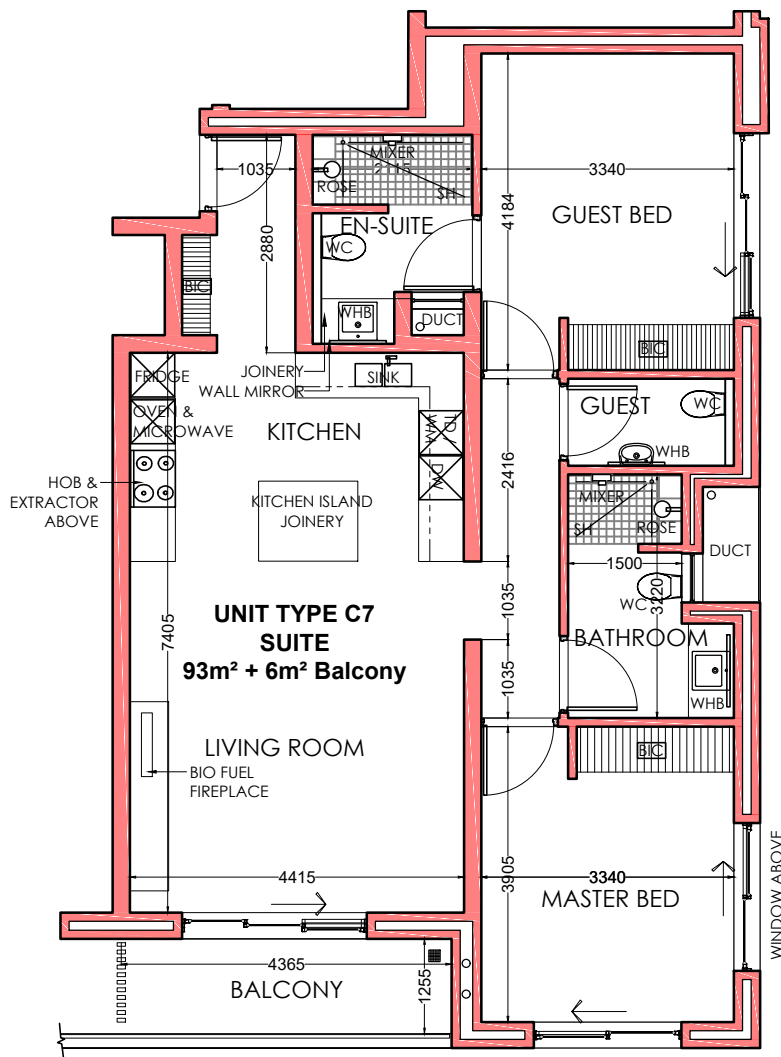 MIXER
1035
ROSE
SH
3340
EN-SUITE
GUEST BED
4184
2880
WC
BIC
WHB
DUCT
BIC
JOINERY
WALL MIRROR
SINK
FRIDGE
OVEN &
MICROWAVE
KITCHEN
GUEST
WC
WHB
DW
2416
HOB &
EXTRACTOR
ABOVE
KITCHEN ISLAND
JOINERY
MIXER
ROSE
SH
DUCT
1500
WC
3220
1035
UNIT TYPE C7
SUITE
93m² + 6m² Balcony
7405
BATHROOM
1035
WHB
LIVING ROOM
BIC
BIO FUEL
FIREPLACE
4415
3905
3340
MASTER BED
WINDOW ABOVE
4365
1255
BALCONY